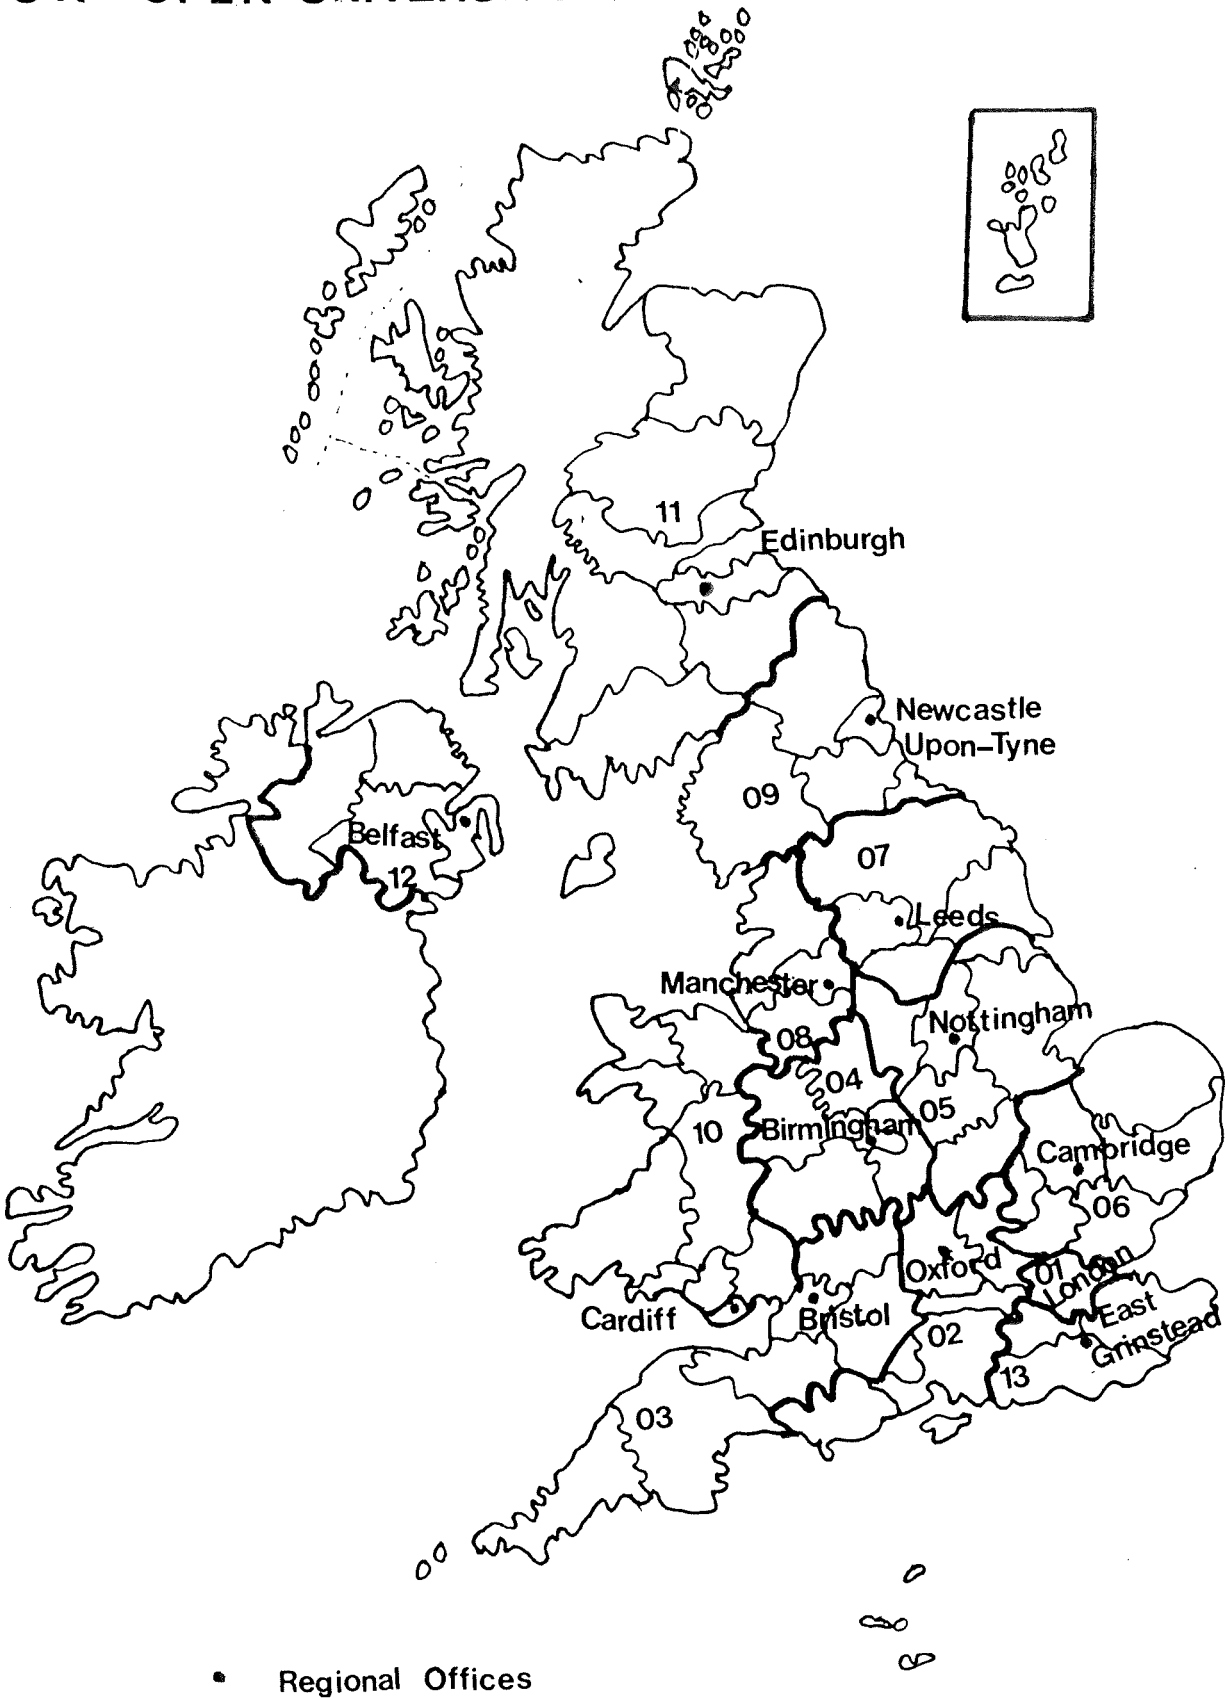 OPEN
11
Edinburgh
Newcastle
Upon–Tyne
09
07
Belfast
12
Leeds
Manchester
Nottingham
08
04
05
10
Birmingham
Cambridge
06
Oxford
01
London
Cardiff
Bristol
East
Grinstead
02
13
03
• Regional Offices